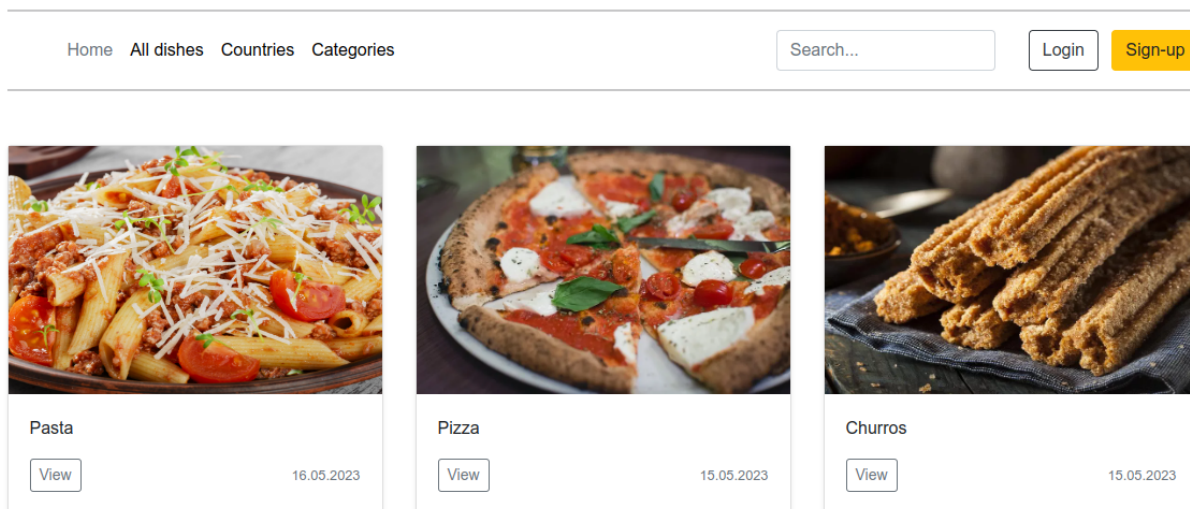 Home All dishes Countries Categories Search... Login Sign-up
Pasta
View 16.05.2023
Pizza
View 15.05.2023
Churros
View 15.05.2023